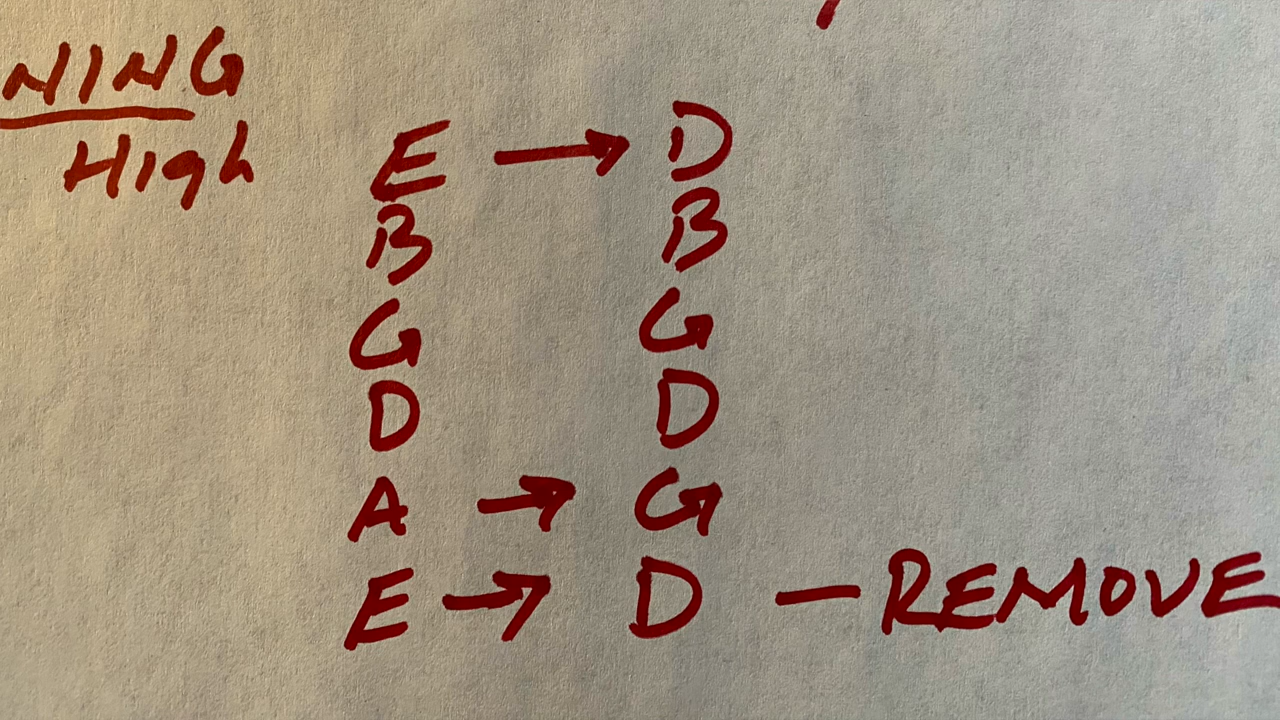 NING
High
E → D
B B
G G
D D
A → G
E → D — REMOVE